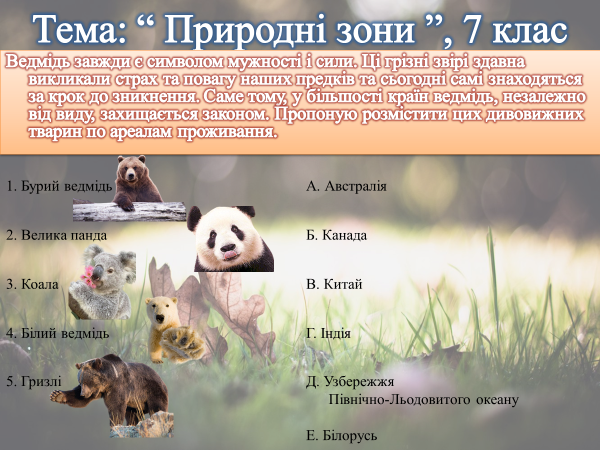 Тема: “ Природні зони ”, 7 клас
Ведмідь завжди є символом мужності і сили. Ці грізні звірі здавна
викликали страх та повагу наших предків та сьогодні самі знаходяться
за крок до зникнення. Саме тому, у більшості країн ведмідь, незалежно
від виду, захищається законом. Пропоную розмістити цих дивовижних
тварин по ареалам проживання.
1. Бурий ведмідь
А. Австралія
2. Велика панда
Б. Канада
3. Коала
В. Китай
4. Білий ведмідь
Г. Індія
5. Гризлі
Д. Узбережжя
Північно-Льодовитого океану
Е. Білорусь